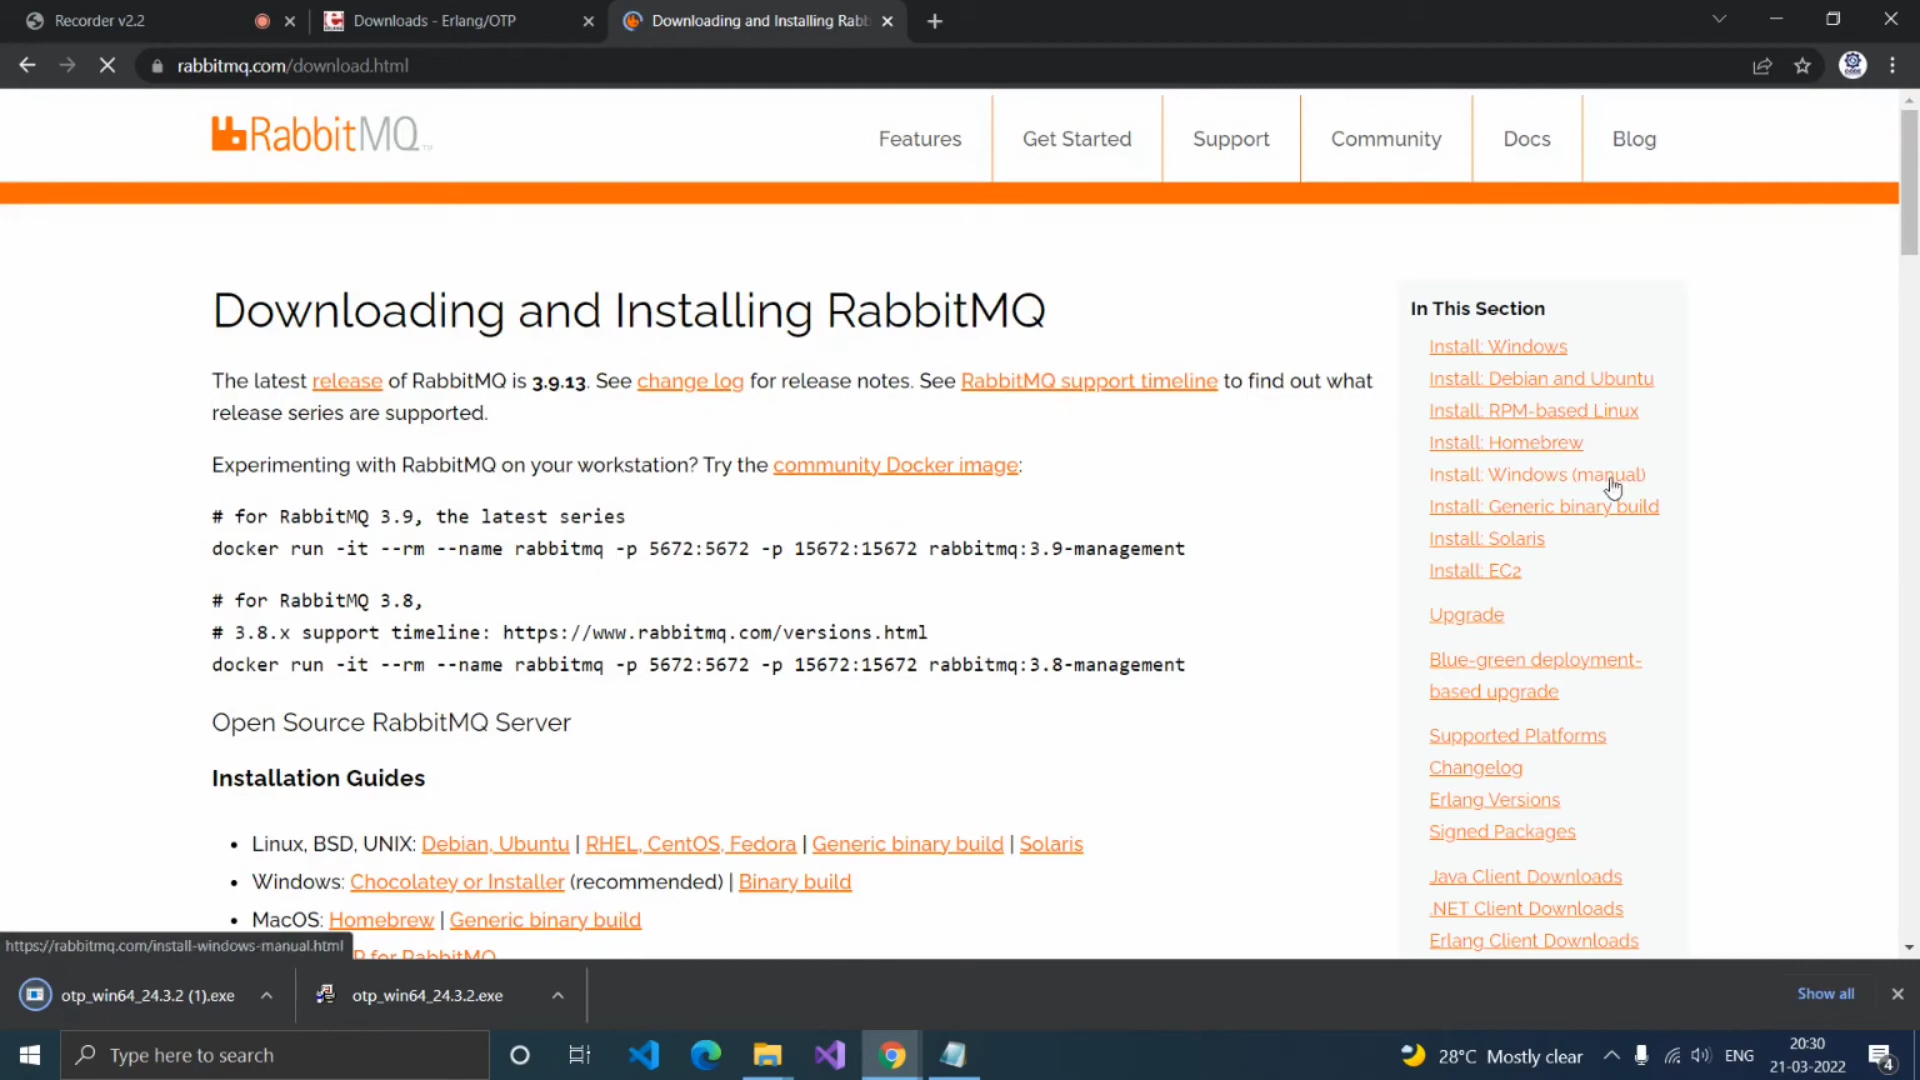 Recorder v2.2
Downloads - Erlang/OTP
Downloading and Installing Rabb
rabbitmq.com/download.html
RabbitMQ
TM
Features
Get Started
Support
Community
Docs
Blog
Downloading and Installing RabbitMQ
The latest release of RabbitMQ is 3.9.13. See change log for release notes. See RabbitMQ support timeline to find out what
release series are supported.
Experimenting with RabbitMQ on your workstation? Try the community Docker image:
# for RabbitMQ 3.9, the latest series
docker run -it --rm --name rabbitmq -p 5672:5672 -p 15672:15672 rabbitmq:3.9-management
# for RabbitMQ 3.8,
# 3.8.x support timeline: https://www.rabbitmq.com/versions.html
docker run -it --rm --name rabbitmq -p 5672:5672 -p 15672:15672 rabbitmq:3.8-management
Open Source RabbitMQ Server
Installation Guides
• Linux, BSD, UNIX: Debian, Ubuntu | RHEL, CentOS, Fedora | Generic binary build | Solaris
• Windows: Chocolatey or Installer (recommended) | Binary build
• MacOS: Homebrew | Generic binary build
P for RabbitMQ
In This Section
Install: Windows
Install: Debian and Ubuntu
Install: RPM-based Linux
Install: Homebrew
Install: Windows (manual)
Install: Generic binary build
Install: Solaris
Install: EC2
Upgrade
Blue-green deployment-
based upgrade
Supported Platforms
Changelog
Erlang Versions
Signed Packages
Java Client Downloads
.NET Client Downloads
Erlang Client Downloads
https://rabbitmq.com/install-windows-manual.html
otp_win64_24.3.2 (1).exe
otp_win64_24.3.2.exe
Show all
Type here to search
28°C Mostly clear
ENG
20:30
21-03-2022
4